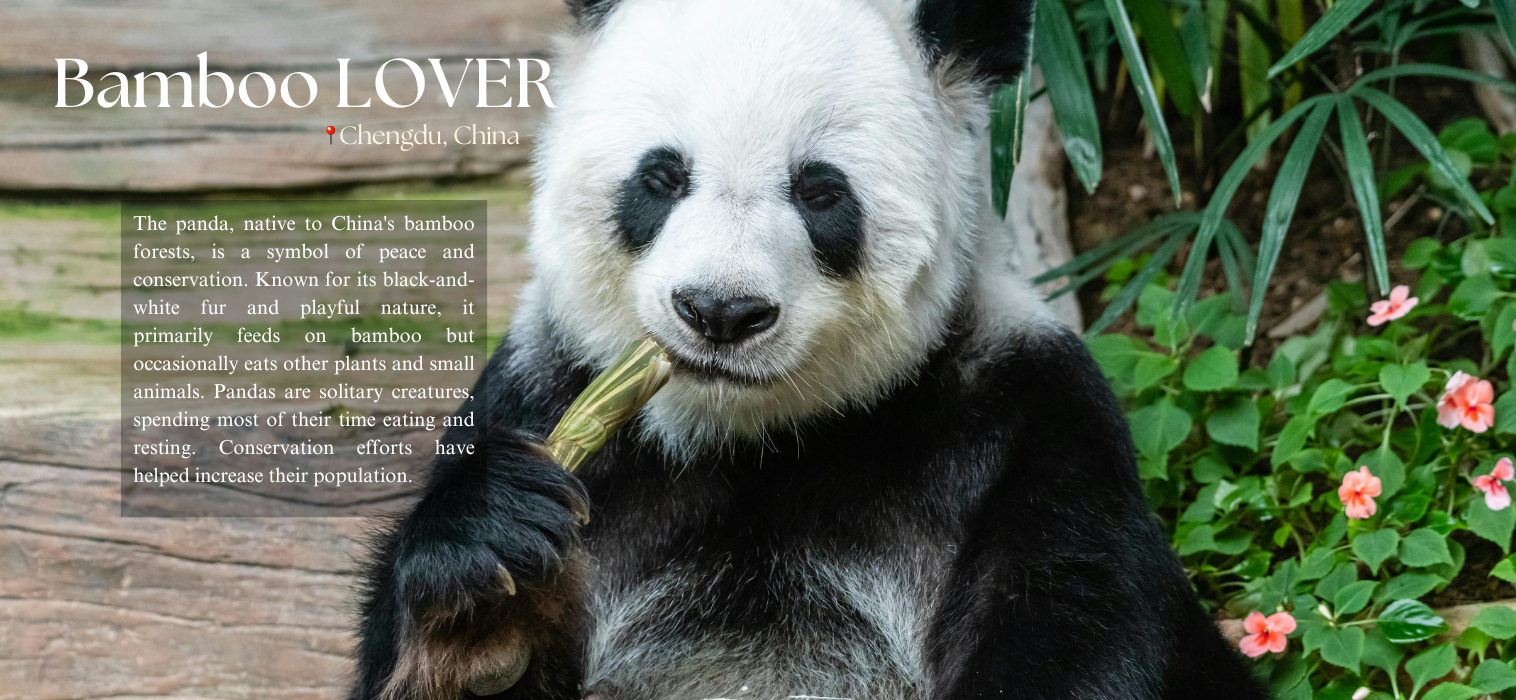 Bamboo LOVER
📍Chengdu, China
The panda, native to China's bamboo
forests, is a symbol of peace and
conservation. Known for its black-and-
white fur and playful nature, it
primarily feeds on bamboo but
occasionally eats other plants and small
animals. Pandas are solitary creatures,
spending most of their time eating and
resting. Conservation efforts have
helped increase their population.